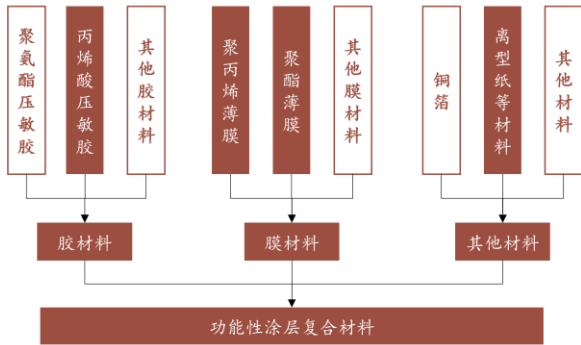 聚氨酯压敏胶
丙烯酸压敏胶
其他胶材料
聚丙烯薄膜
聚酯薄膜
其他膜材料
铜箔
离型纸等材料
其他材料
胶材料
膜材料
其他材料
功能性涂层复合材料